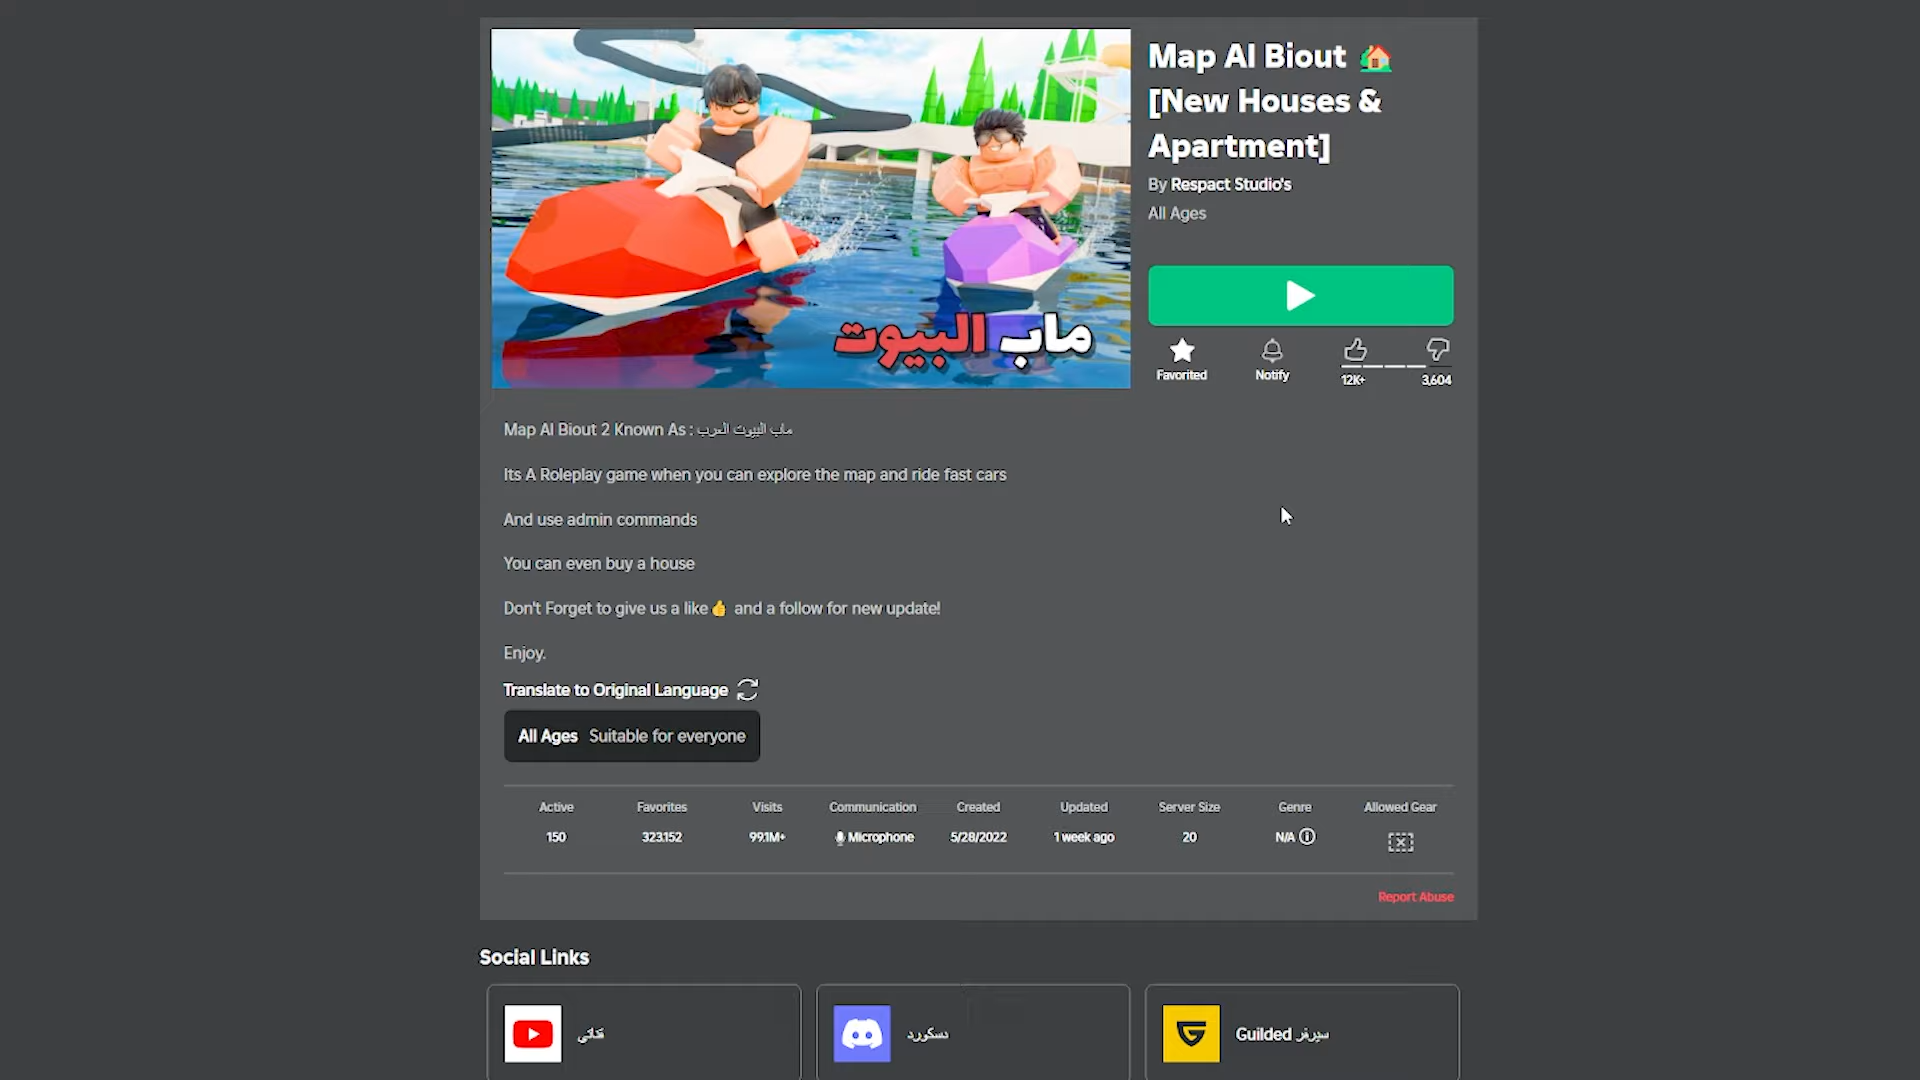 Map Al Biout 🏠
[New Houses &
Apartment]
By Respact Studio's
All Ages
ماب البيوت
Favorited
Notify
12K+
3,604
Map Al Biout 2 Known As : ماب البيوت العرب
Its A Roleplay game when you can explore the map and ride fast cars
And use admin commands
You can even buy a house
Don't Forget to give us a like👍 and a follow for new update!
Enjoy.
Translate to Original Language
All Ages Suitable for everyone
Active Favorites Visits Communication Created Updated Server Size Genre Allowed Gear
150 323,152 99.1M+ Microphone 5/28/2022 1 week ago 20 N/A
Report Abuse
Social Links
قناتي
دسكورد
Guilded سيرفر